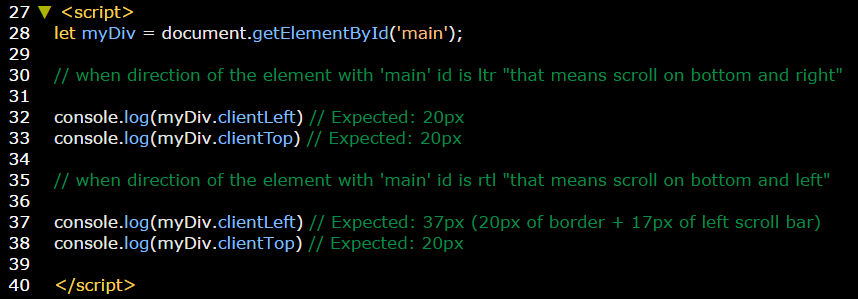 27 ▼ <script>
28 let myDiv = document.getElementById('main');
29
30 // when direction of the element with 'main' id is ltr "that means scroll on bottom and right"
31
32 console.log(myDiv.clientLeft) // Expected: 20px
33 console.log(myDiv.clientTop) // Expected: 20px
34
35 // when direction of the element with 'main' id is rtl "that means scroll on bottom and left"
36
37 console.log(myDiv.clientLeft) // Expected: 37px (20px of border + 17px of left scroll bar)
38 console.log(myDiv.clientTop) // Expected: 20px
39
40 </script>